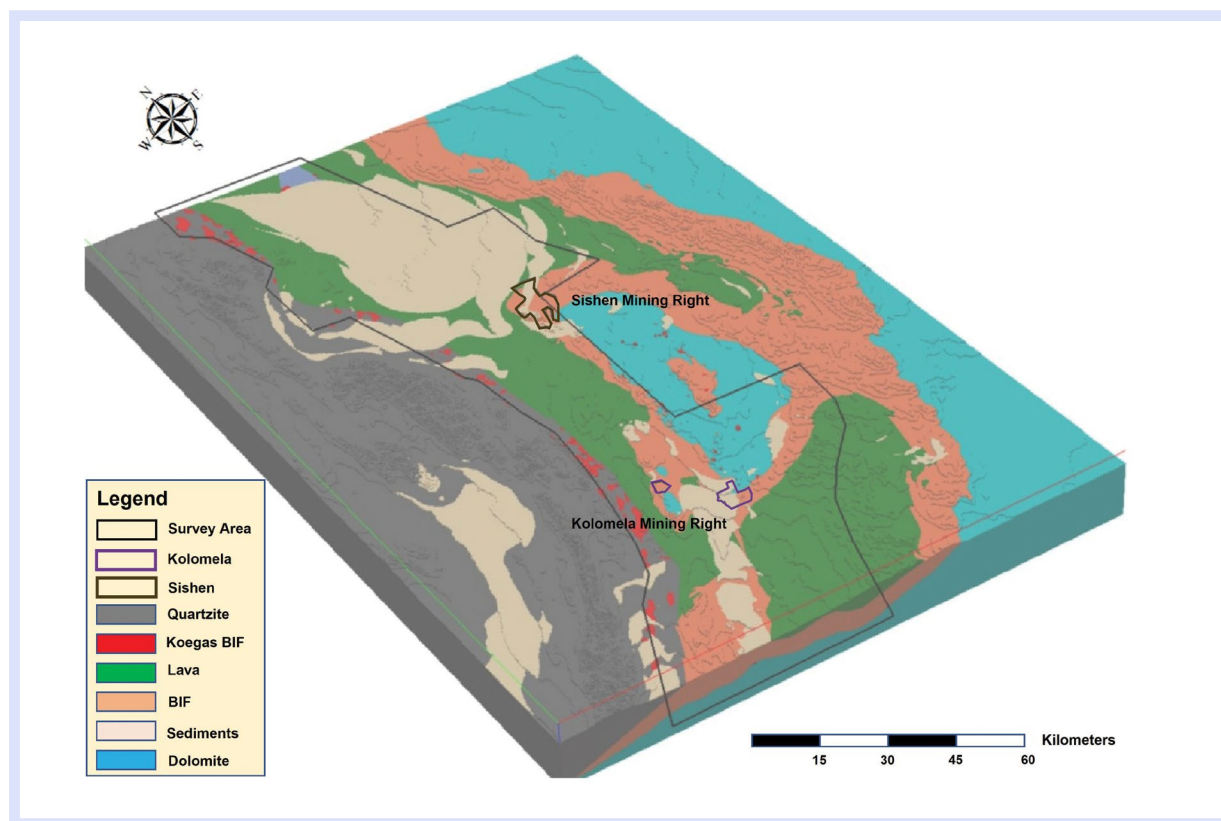 N
E
W
S
Sishen Mining Right
Kolomela Mining Right
Legend
Survey Area
Kolomela
Sishen
Quartzite
Koegas BIF
Lava
BIF
Sediments
Dolomite
Kilometers
15 30 45 60